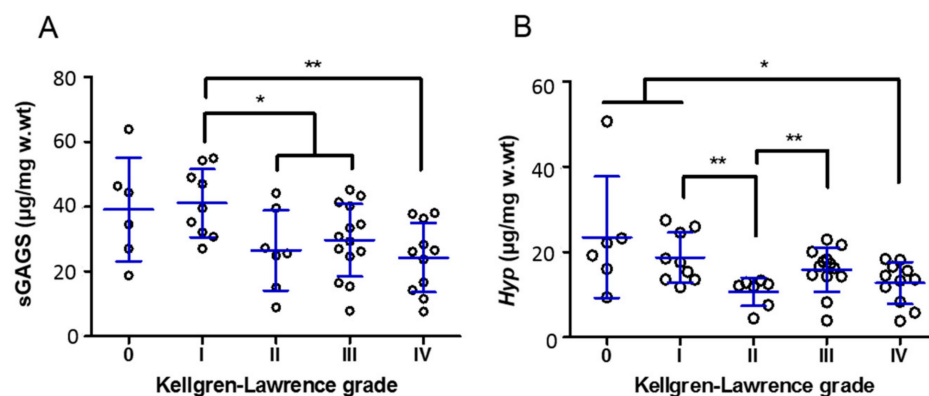 A
B
**
*
sGAGS (µg/mg w.wt)
80
60
40
20
0
0 I II III IV
Kellgren-Lawrence grade
*
**
**
Hyp (µg/mg w.wt)
60
40
20
0
0 I II III IV
Kellgren-Lawrence grade